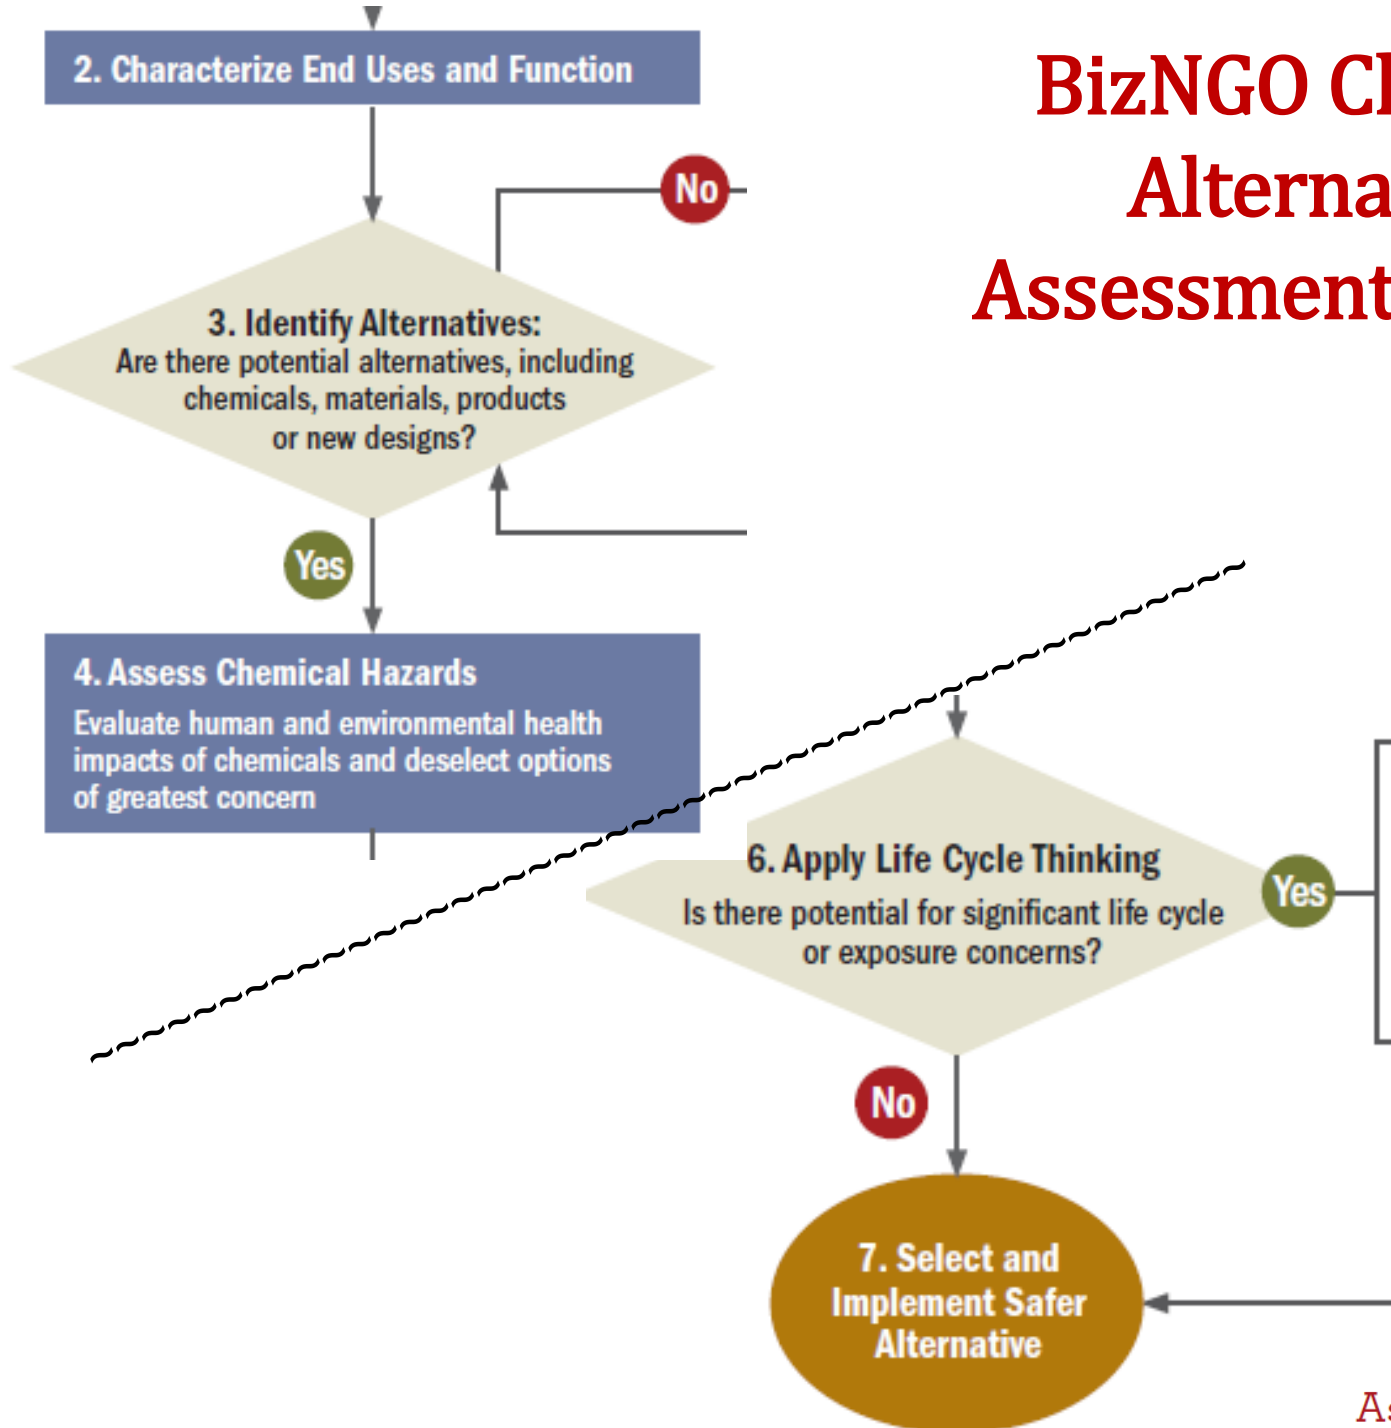 2. Characterize End Uses and Function
BizNGO
Alterna
Assessment
No
3. Identify Alternatives:
Are there potential alternatives, including
chemicals, materials, products
or new designs?
Yes
4. Assess Chemical Hazards
Evaluate human and environmental health
impacts of chemicals and deselect options
of greatest concern
6. Apply Life Cycle Thinking
Is there potential for significant life cycle
or exposure concerns?
Yes
No
7. Select and
Implement Safer
Alternative